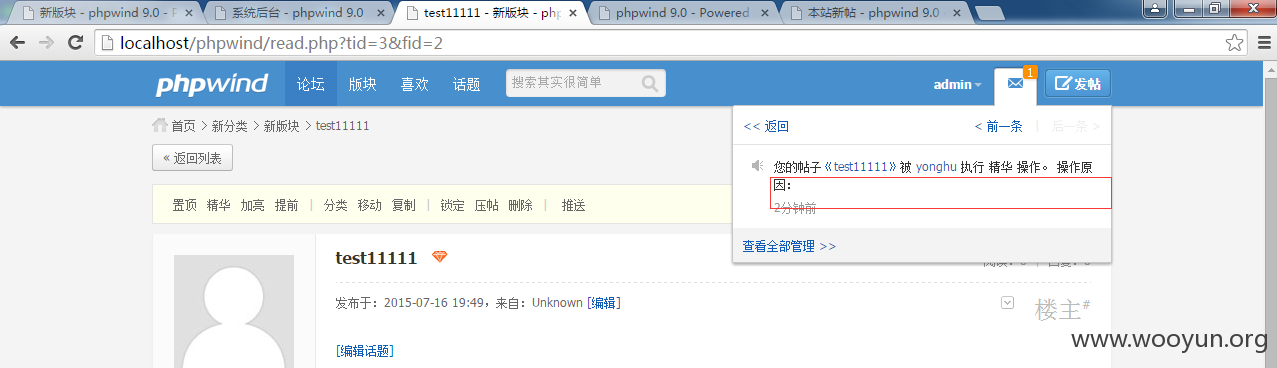 新版块 - phpwind 9.0 - P
系统后台 - phpwind 9.0
test11111 - 新版块 - php
phpwind 9.0 - Powered
本站新帖 - phpwind 9.0
localhost/phpwind/read.php?tid=3&fid=2
phpwind 论坛 版块 喜欢 话题 搜索其实很简单 admin 1 发帖
首页 > 新分类 > 新版块 > test11111
« 返回列表
<< 返回 < 前一条 | 后一条 >
您的帖子《test11111》被 yonghu 执行 精华 操作。 操作原
因:
2分钟前
查看全部管理 >>
置顶 精华 加亮 提前 | 分类 移动 复制 | 锁定 压帖 删除 | 推送
test11111
发布于: 2015-07-16 19:49, 来自: Unknown [编辑]
楼主#
[编辑话题]
www.wooyun.org